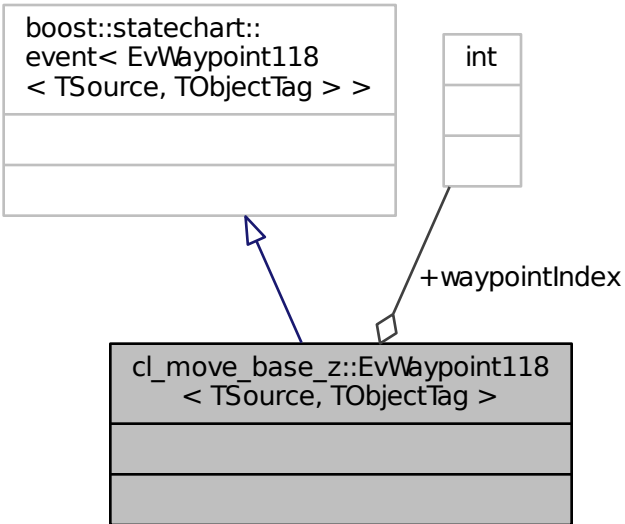 boost::statechart::
event< EvWaypoint118
< TSource, TObjectTag > >
int
+waypointIndex
cl_move_base_z::EvWaypoint118
< TSource, TObjectTag >